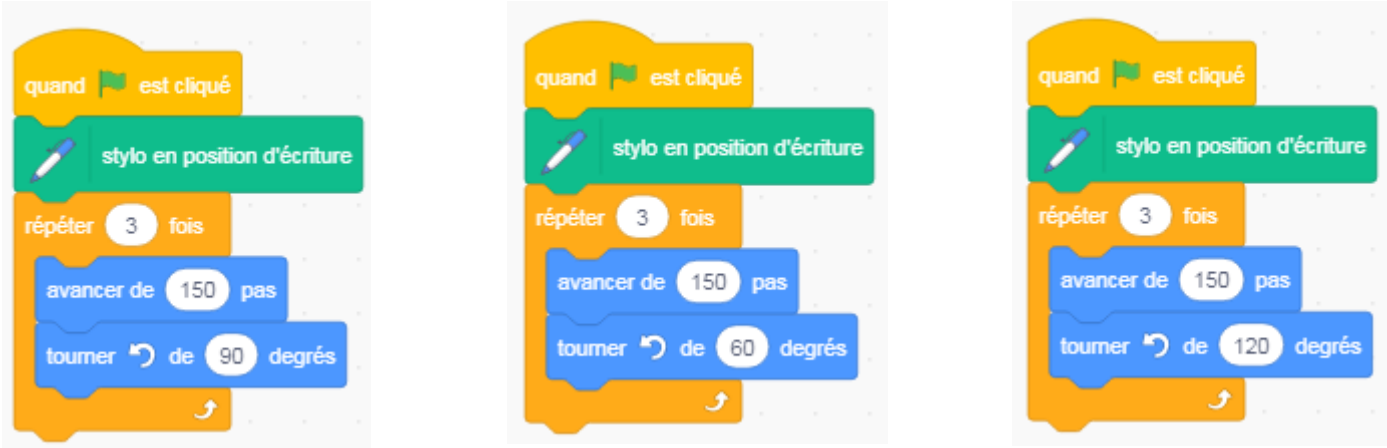 quand est cliqué
stylo en position d'écriture
répéter 3 fois
avancer de 150 pas
tourner de 90 degrés
quand est cliqué
stylo en position d'écriture
répéter 3 fois
avancer de 150 pas
tourner de 60 degrés
quand est cliqué
stylo en position d'écriture
répéter 3 fois
avancer de 150 pas
tourner de 120 degrés